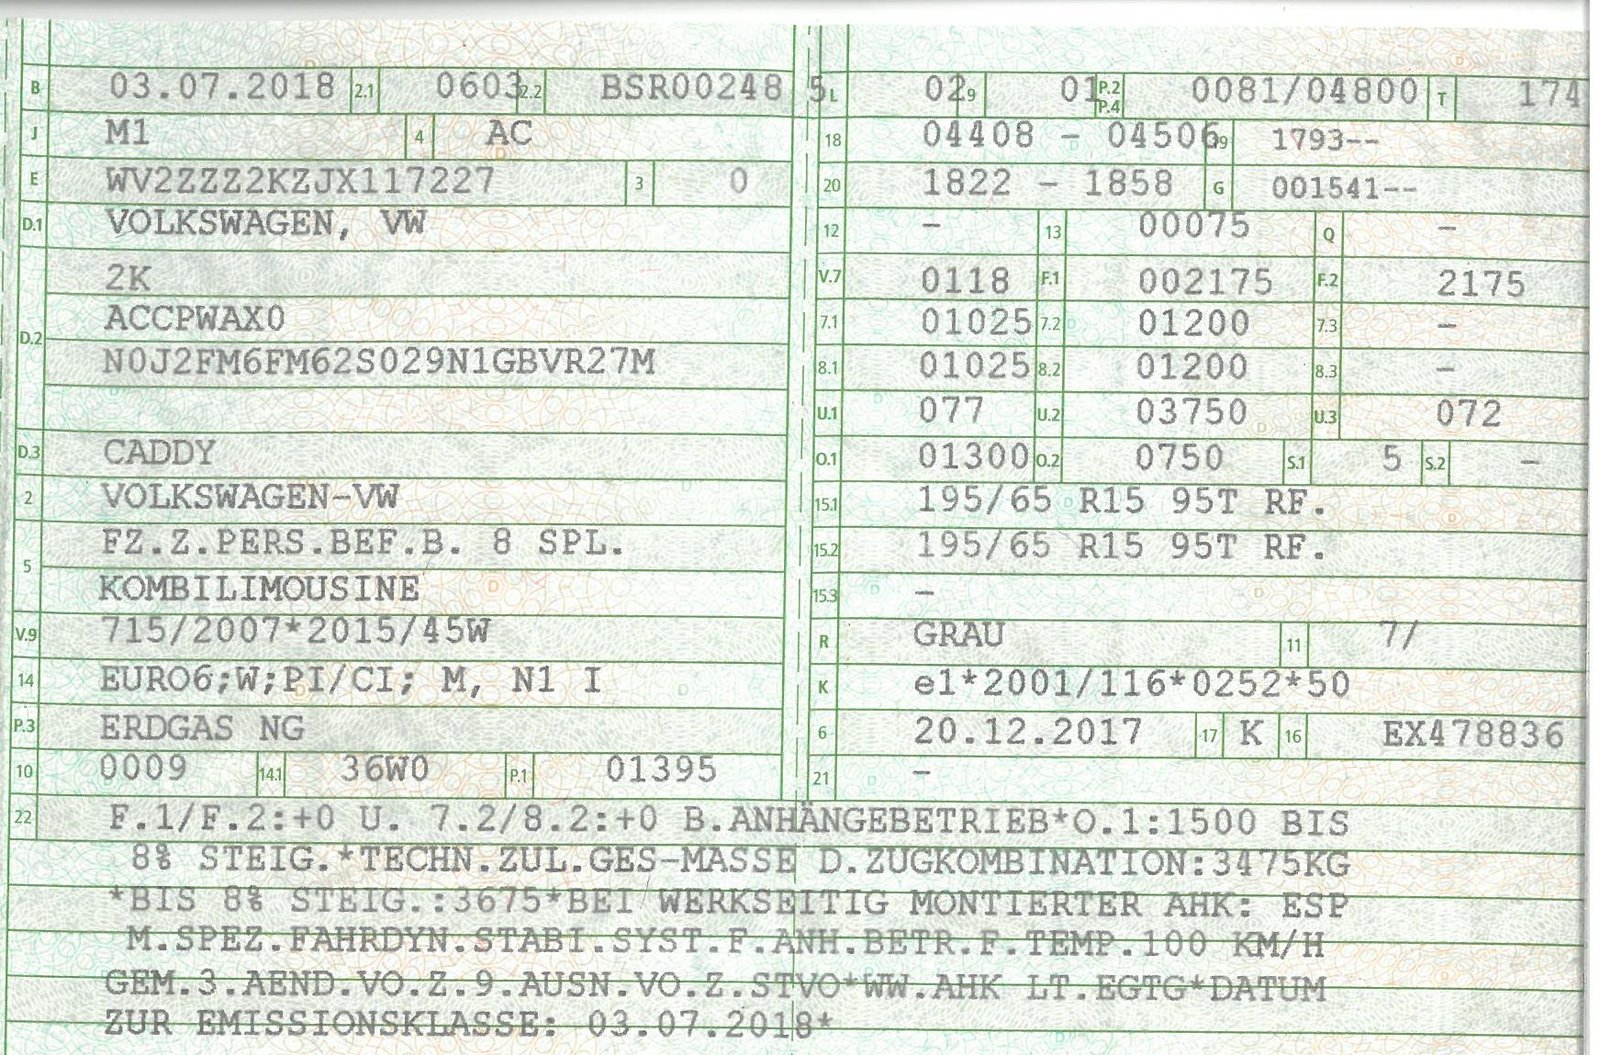 B 03.07.2018 2.1 0603 2.2 BSR00248 5
J M1 4 AC
E WV2ZZZ2KZJX117227 3 0
D.1 VOLKSWAGEN, VW
2K
D.2 ACCPWAX0
N0J2FM6FM62S029N1GBVR27M
D.3 CADDY
2 VOLKSWAGEN-VW
5 FZ.Z.PERS.BEF.B. 8 SPL.
KOMBILIMOUSINE
V.9 715/2007*2015/45W
14 EURO6;W;PI/CI; M, N1 I
P.3 ERDGAS NG
10 0009 14.1 36W0 P.1 01395
L 02 9 01 P.2 P.4 0081/04800 T 174
18 04408 - 04506 19 1793--
20 1822 - 1858 G 001541--
12 - 13 00075 Q -
V.7 0118 F.1 002175 F.2 2175
7.1 01025 7.2 01200 7.3 -
8.1 01025 8.2 01200 8.3 -
U.1 077 U.2 03750 U.3 072
O.1 01300 O.2 0750 S.1 5 S.2 -
15.1 195/65 R15 95T RF.
15.2 195/65 R15 95T RF.
15.3 -
R GRAU 11 7/
K e1*2001/116*0252*50
6 20.12.2017 17 K 16 EX478836
21 -
22 F.1/F.2:+0 U. 7.2/8.2:+0 B.ANHÄNGEBETRIEB*O.1:1500 BIS
8% STEIG.*TECHN.ZUL.GES-MASSE D.ZUGKOMBINATION:3475KG
*BIS 8% STEIG.:3675*BEI WERKSEITIG MONTIERTER AHK: ESP
M.SPEZ.FAHRDYN.STABI.SYST.F.ANH.BETR.F.TEMP.100 KM/H
GEM.3.AEND.VO.Z.9.AUSN.VO.Z.STVO*WW.AHK LT.EGTG*DATUM
ZUR EMISSIONSKLASSE: 03.07.2018*